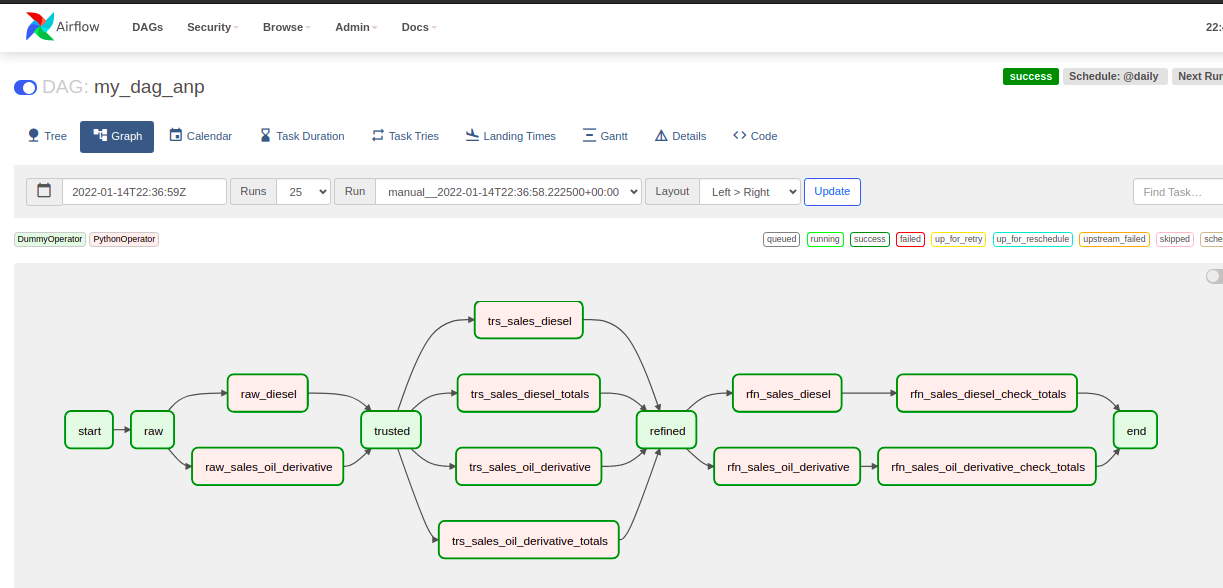 Airflow DAGs Security Browse Admin Docs 22:
DAG: my_dag_anp success Schedule: @daily Next Run
Tree Graph Calendar Task Duration Task Tries Landing Times Gantt Details Code
2022-01-14T22:36:59Z Runs 25 Run manual__2022-01-14T22:36:58.222500+00:00 Layout Left > Right Update Find Task…
DummyOperator PythonOperator queued running success failed up_for_retry up_for_reschedule upstream_failed skipped sche
trs_sales_diesel
raw_diesel trs_sales_diesel_totals rfn_sales_diesel rfn_sales_diesel_check_totals
start raw trusted refined end
raw_sales_oil_derivative trs_sales_oil_derivative rfn_sales_oil_derivative rfn_sales_oil_derivative_check_totals
trs_sales_oil_derivative_totals